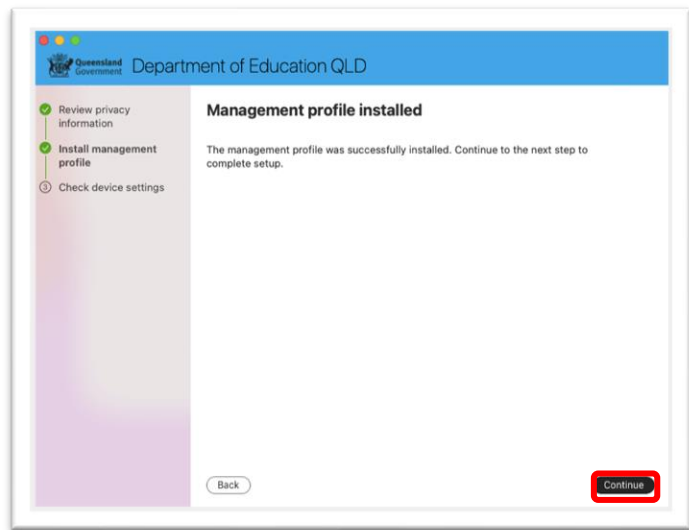 Queensland
Government
Department of Education QLD
Review privacy
information
Install management
profile
3 Check device settings
Management profile installed
The management profile was successfully installed. Continue to the next step to
complete setup.
Back
Continue